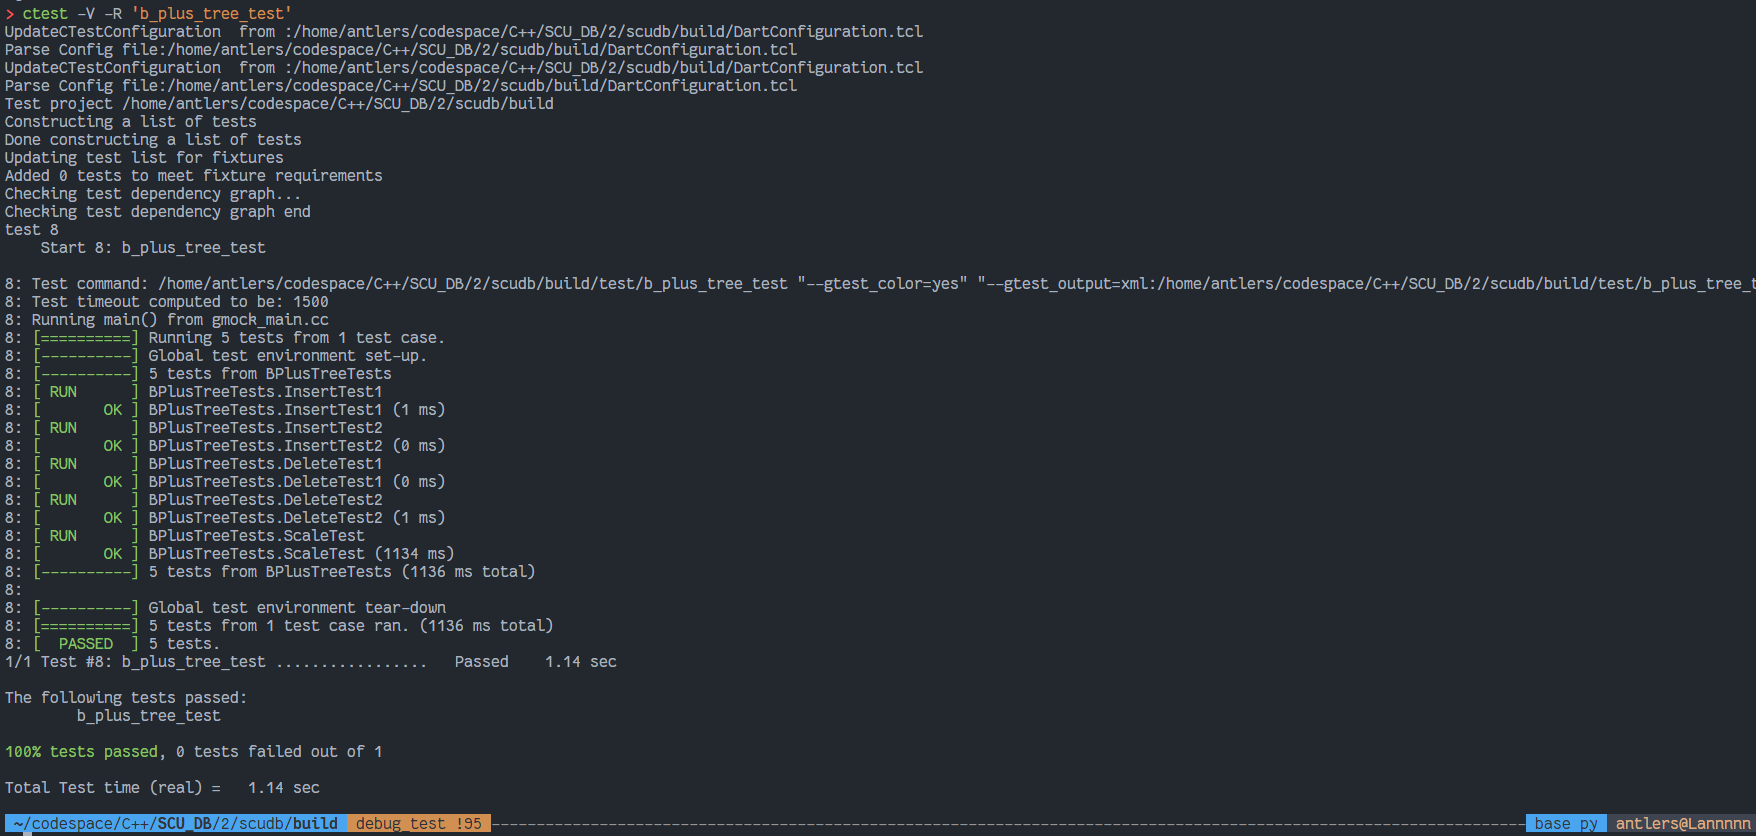 > ctest -V -R 'b_plus_tree_test'
UpdateCTestConfiguration  from :/home/antlers/codespace/C++/SCU_DB/2/scudb/build/DartConfiguration.tcl
Parse Config file:/home/antlers/codespace/C++/SCU_DB/2/scudb/build/DartConfiguration.tcl
UpdateCTestConfiguration  from :/home/antlers/codespace/C++/SCU_DB/2/scudb/build/DartConfiguration.tcl
Parse Config file:/home/antlers/codespace/C++/SCU_DB/2/scudb/build/DartConfiguration.tcl
Test project /home/antlers/codespace/C++/SCU_DB/2/scudb/build
Constructing a list of tests
Done constructing a list of tests
Updating test list for fixtures
Added 0 tests to meet fixture requirements
Checking test dependency graph...
Checking test dependency graph end
test 8
    Start 8: b_plus_tree_test
8: Test command: /home/antlers/codespace/C++/SCU_DB/2/scudb/build/test/b_plus_tree_test "--gtest_color=yes" "--gtest_output=xml:/home/antlers/codespace/C++/SCU_DB/2/scudb/build/test/b_plus_tree_t
8: Test timeout computed to be: 1500
8: Running main() from gmock_main.cc
8: [==========] Running 5 tests from 1 test case.
8: [----------] Global test environment set-up.
8: [----------] 5 tests from BPlusTreeTests
8: [ RUN      ] BPlusTreeTests.InsertTest1
8: [       OK ] BPlusTreeTests.InsertTest1 (1 ms)
8: [ RUN      ] BPlusTreeTests.InsertTest2
8: [       OK ] BPlusTreeTests.InsertTest2 (0 ms)
8: [ RUN      ] BPlusTreeTests.DeleteTest1
8: [       OK ] BPlusTreeTests.DeleteTest1 (0 ms)
8: [ RUN      ] BPlusTreeTests.DeleteTest2
8: [       OK ] BPlusTreeTests.DeleteTest2 (1 ms)
8: [ RUN      ] BPlusTreeTests.ScaleTest
8: [       OK ] BPlusTreeTests.ScaleTest (1134 ms)
8: [----------] 5 tests from BPlusTreeTests (1136 ms total)
8:
8: [----------] Global test environment tear-down
8: [==========] 5 tests from 1 test case ran. (1136 ms total)
8: [  PASSED  ] 5 tests.
1/1 Test #8: b_plus_tree_test .................   Passed    1.14 sec
The following tests passed:
        b_plus_tree_test
100% tests passed, 0 tests failed out of 1
Total Test time (real) =   1.14 sec
~/codespace/C++/SCU_DB/2/scudb/build  debug_test !95  base py  antlers@Lannnnn